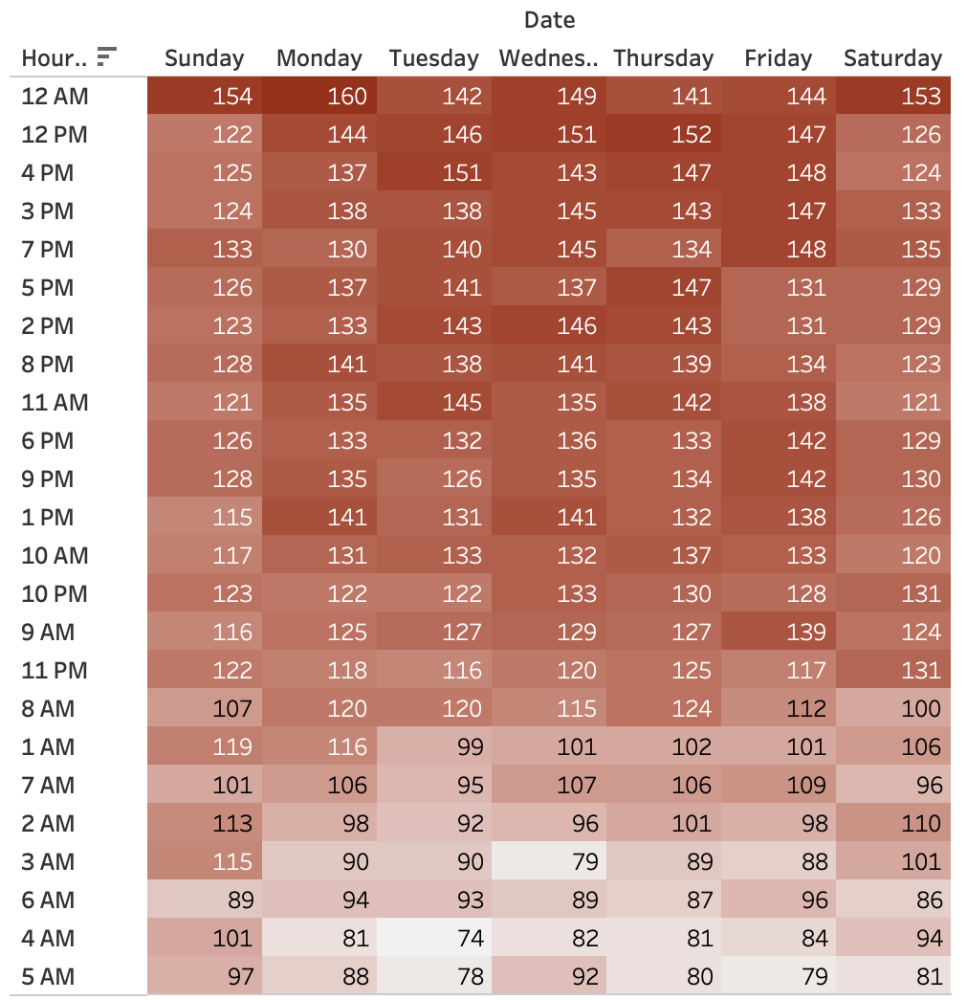 Date
Hour.. Sunday Monday Tuesday Wednes.. Thursday Friday Saturday
12 AM 154 160 142 149 141 144 153
12 PM 122 144 146 151 152 147 126
4 PM 125 137 151 143 147 148 124
3 PM 124 138 138 145 143 147 133
7 PM 133 130 140 145 134 148 135
5 PM 126 137 141 137 147 131 129
2 PM 123 133 143 146 143 131 129
8 PM 128 141 138 141 139 134 123
11 AM 121 135 145 135 142 138 121
6 PM 126 133 132 136 133 142 129
9 PM 128 135 126 135 134 142 130
1 PM 115 141 131 141 132 138 126
10 AM 117 131 133 132 137 133 120
10 PM 123 122 122 133 130 128 131
9 AM 116 125 127 129 127 139 124
11 PM 122 118 116 120 125 117 131
8 AM 107 120 120 115 124 112 100
1 AM 119 116 99 101 102 101 106
7 AM 101 106 95 107 106 109 96
2 AM 113 98 92 96 101 98 110
3 AM 115 90 90 79 89 88 101
6 AM 89 94 93 89 87 96 86
4 AM 101 81 74 82 81 84 94
5 AM 97 88 78 92 80 79 81